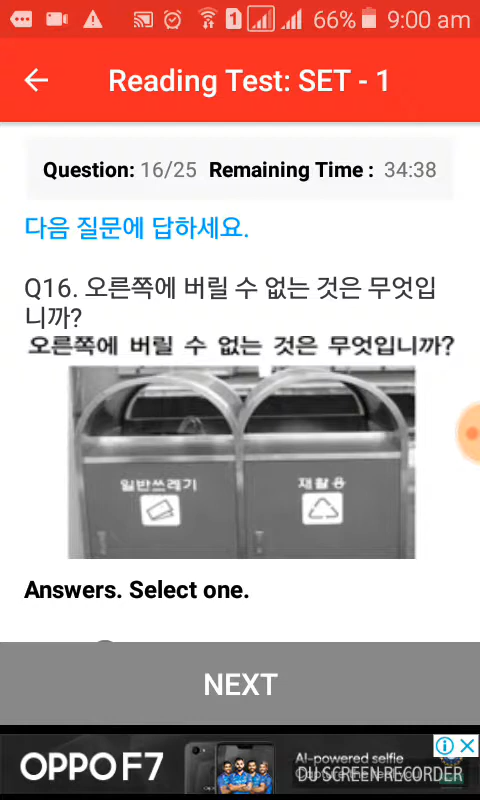 66% 9:00 am
Reading Test: SET - 1
Question: 16/25 Remaining Time : 34:38
다음 질문에 답하세요.
Q16. 오른쪽에 버릴 수 없는 것은 무엇입
니까?
오른쪽에 버릴 수 없는 것은 무엇입니까?
일반쓰레기 재활용
Answers. Select one.
NEXT
OPPO F7
AI-powered selfie
DU SCREEN RECORDER